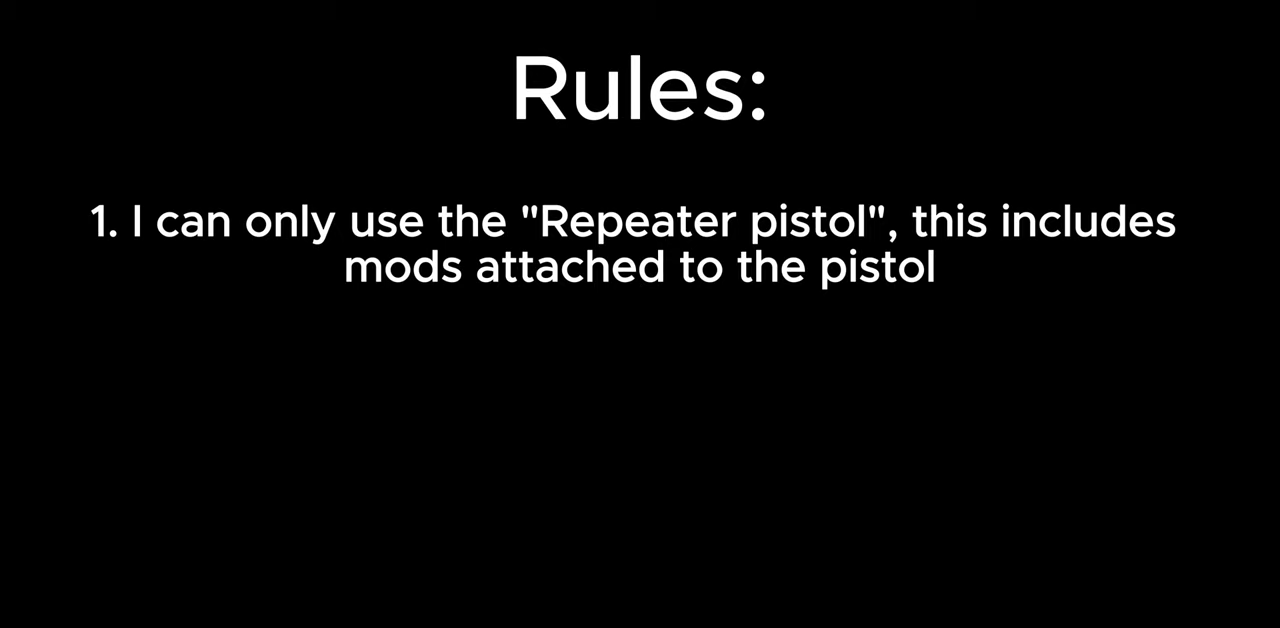 Rules:
1. I can only use the "Repeater pistol", this includes
mods attached to the pistol